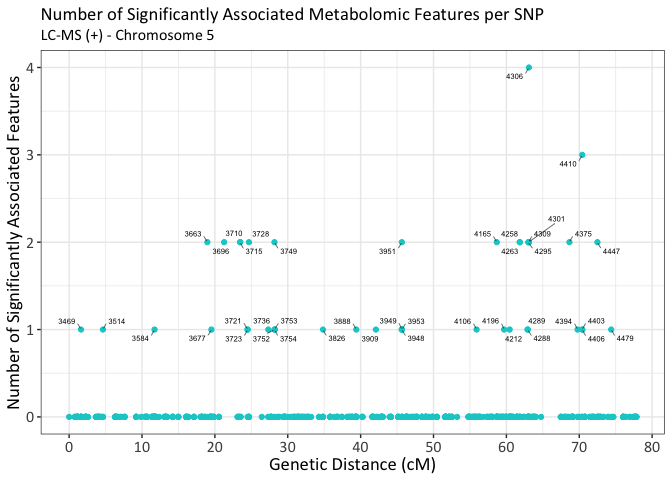 Number of Significantly Associated Metabolomic Features per SNP
LC-MS (+) - Chromosome 5
Number of Significantly Associated Features
4
4306
3
4410
4301
3663 3710 3728 4165 4258 4309 4375
2
3696 3715 3749 3951 4263 4295 4447
3469 3514 3721 3736 3753 3888 3949 3953 4106 4196 4289 4394 4403
1
3584 3677 3723 3752 3754 3826 3909 3948 4212 4288 4406 4479
0
0 10 20 30 40 50 60 70 80
Genetic Distance (cM)